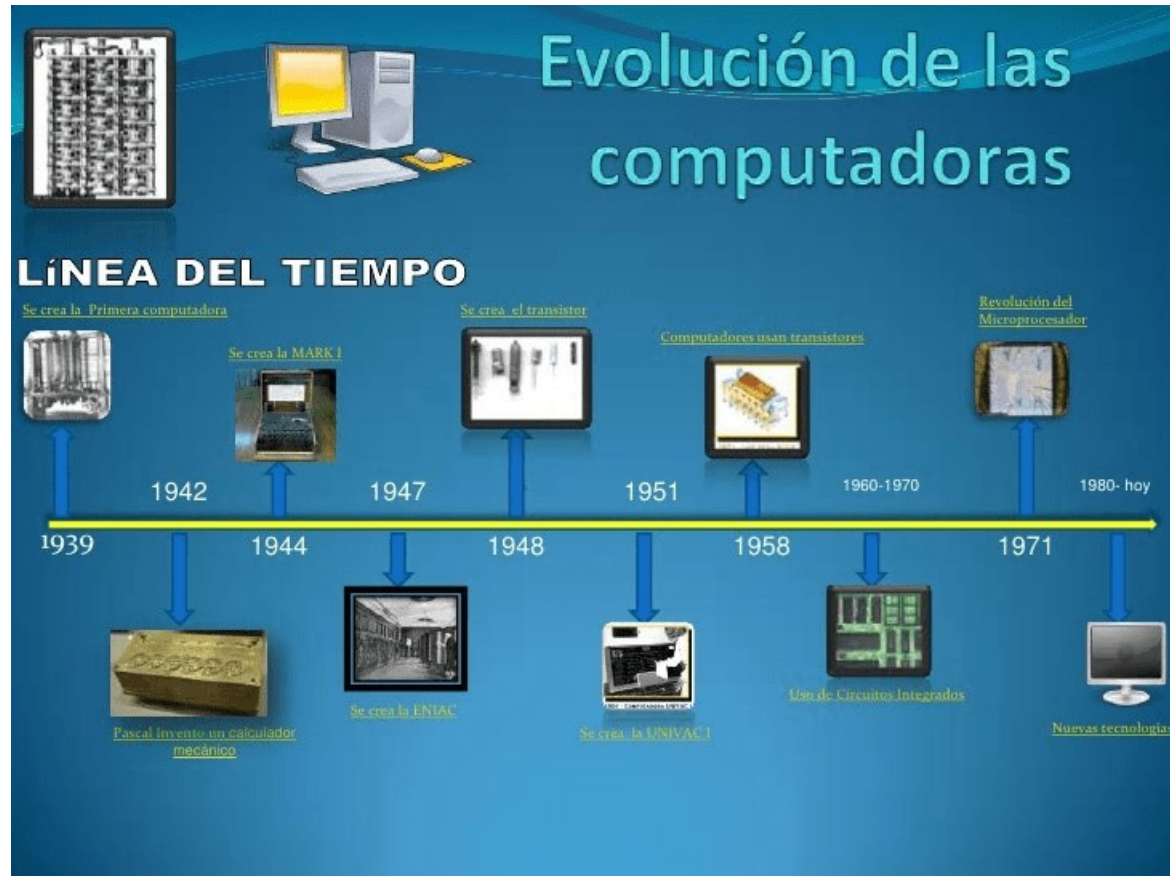 Evolución de las
computadoras
LíNEA DEL TIEMPO
Se crea la Primera computadora
Se crea la MARK I
Se crea el transistor
Computadores usan transistores
Revolución del
Microprocesador
1942
1947
1951
1960-1970
1980- hoy
1939
1944
1948
1958
1971
Pascal invento un calculador
mecánico
Se crea la ENIAC
Se crea la UNIVAC I
Uso de Circuitos Integrados
Nuevas tecnologías